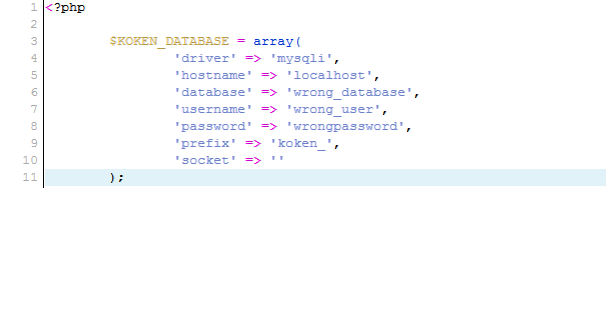 1 <?php
2
3 $KOKEN_DATABASE = array(
4 'driver' => 'mysqli',
5 'hostname' => 'localhost',
6 'database' => 'wrong_database',
7 'username' => 'wrong_user',
8 'password' => 'wrongpassword',
9 'prefix' => 'koken_',
10 'socket' => ''
11 );